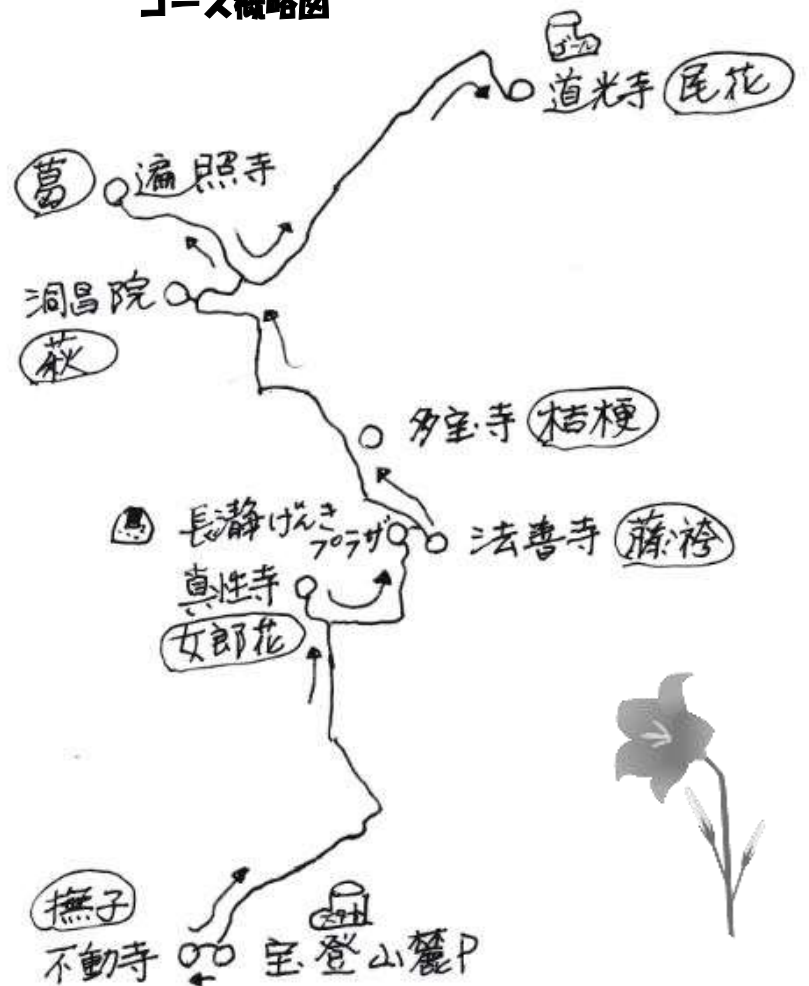 コース概略図
ゴール
道光寺 尾花
葛 遍照寺
洞昌院
萩
多宝寺 桔梗
長瀞げんき
プラザ
法善寺 藤袴
真性寺
女郎花
撫子
スタート
不動寺 宝登山麓P